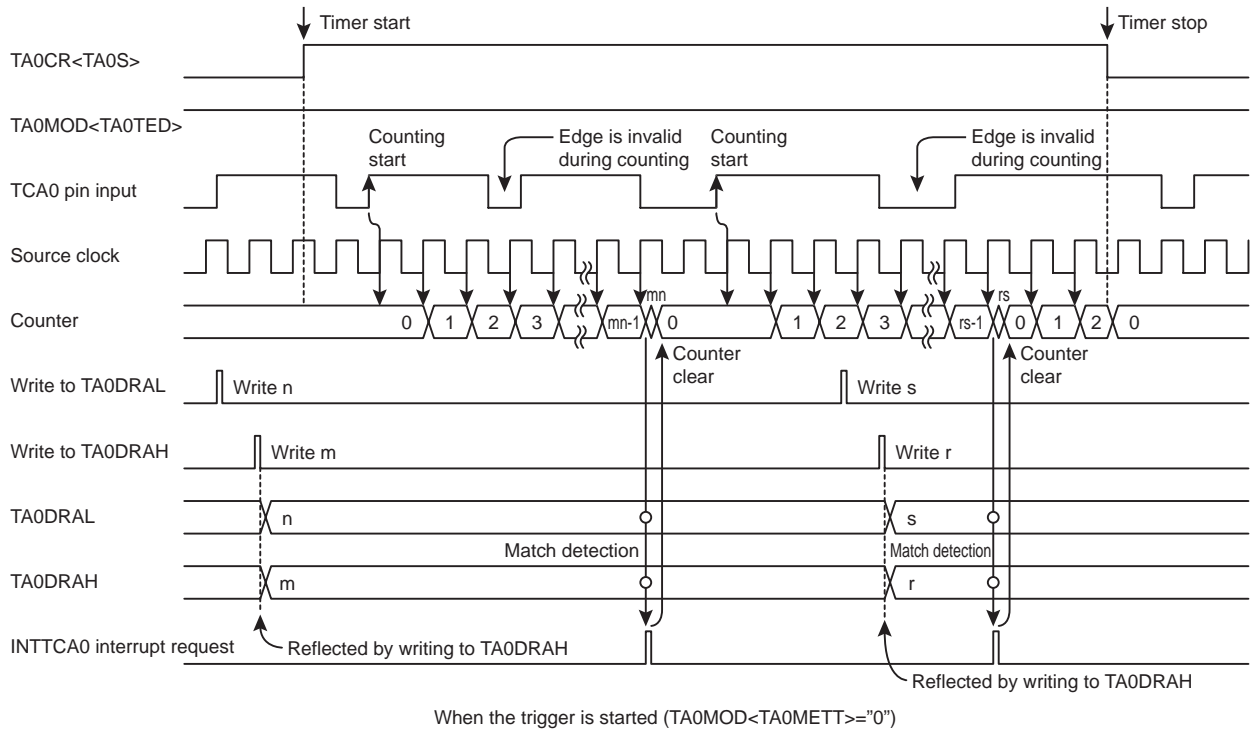 Timer start
Timer stop
TA0CR<TA0S>
TA0MOD<TA0TED>
Counting
start
Edge is invalid
during counting
Counting
start
Edge is invalid
during counting
TCA0 pin input
Source clock
mn
rs
Counter
0 1 2 3 mn-1 0 1 2 3 rs-1 0 1 2 0
Counter
clear
Counter
clear
Write to TA0DRAL
Write n
Write s
Write to TA0DRAH
Write m
Write r
TA0DRAL
n
s
Match detection
Match detection
TA0DRAH
m
r
INTTCA0 interrupt request
Reflected by writing to TA0DRAH
Reflected by writing to TA0DRAH
When the trigger is started (TA0MOD<TA0METT>=”0”)